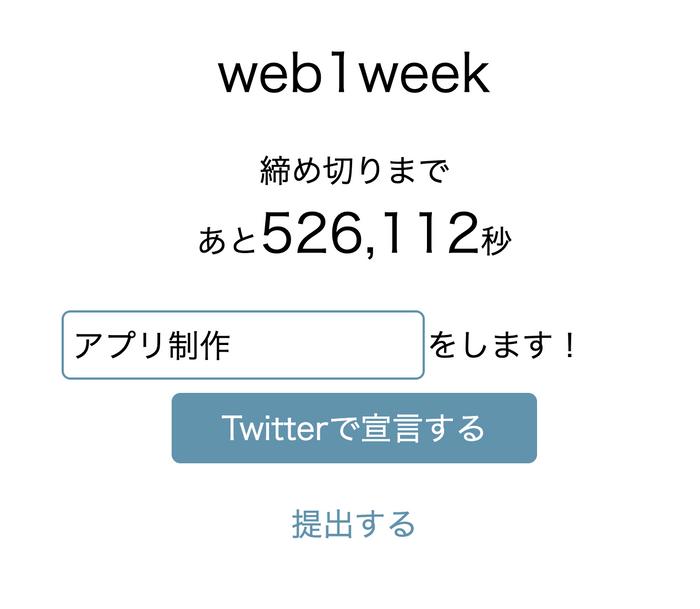 web1week
締め切りまで
あと526,112秒
アプリ制作をします！
Twitterで宣言する
提出する